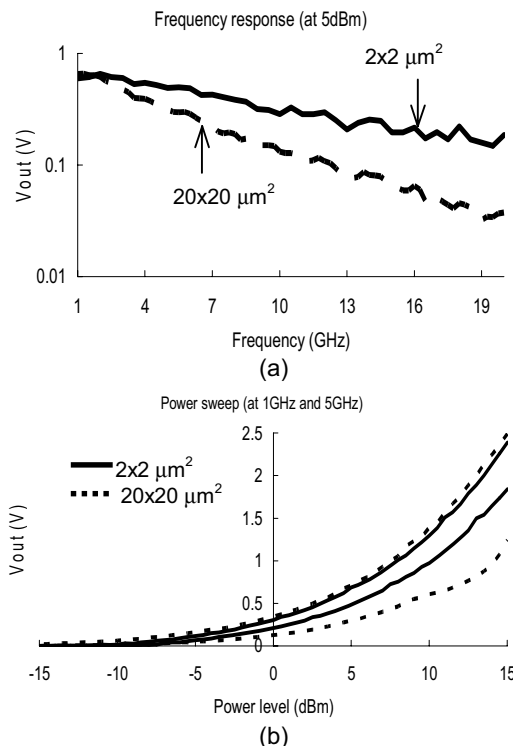 Frequency response (at 5dBm)
1
0.1
0.01
Vout (V)
2x2 μm²
20x20 μm²
1 4 7 10 13 16 19
Frequency (GHz)
(a)
Power sweep (at 1GHz and 5GHz)
2x2 μm²
20x20 μm²
2.5
2
1.5
1
0.5
0
Vout (V)
-15 -10 -5 0 5 10 15
Power level (dBm)
(b)